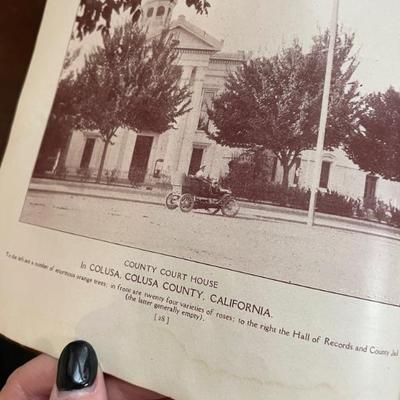 COUNTY COURT HOUSE
In COLUSA, COLUSA COUNTY, CALIFORNIA.
To the left are a number of enormous orange trees; in front are twenty four varieties of roses; to the right the Hall of Records and County Jail
(the latter generally empty).
[28]